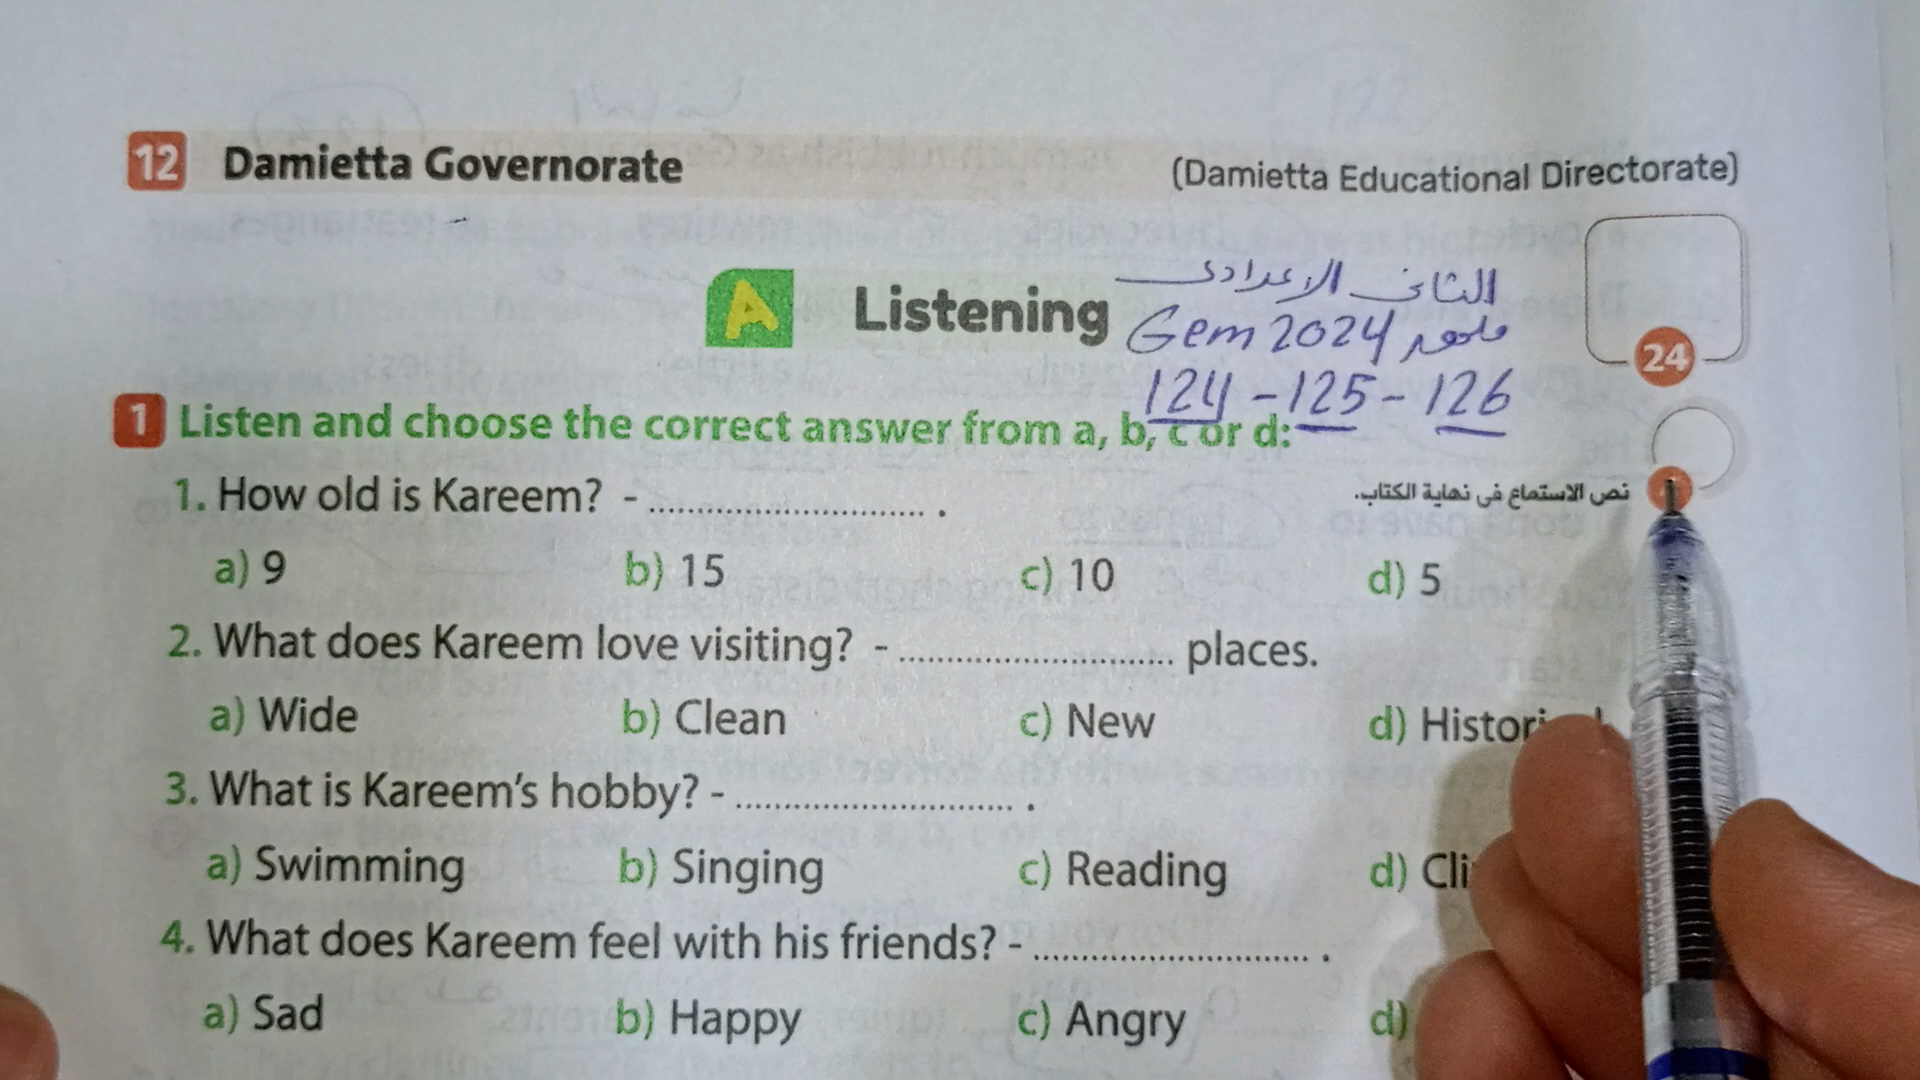 12 Damietta Governorate (Damietta Educational Directorate)
A Listening
الثانى الاعدادى
Gem 2024 ملحق
124 - 125 - 126
24
1 Listen and choose the correct answer from a, b, c or d:
1. How old is Kareem? - ............................ .
نص الاستماع فى نهاية الكتاب.
a) 9 b) 15 c) 10 d) 5
2. What does Kareem love visiting? - ............................ places.
a) Wide b) Clean c) New d)
3. What is Kareem's hobby? - ............................ .
a) Swimming b) Singing c) Reading d)
4. What does Kareem feel with his friends? - ............................ .
a) Sad b) Happy c) Angry d)